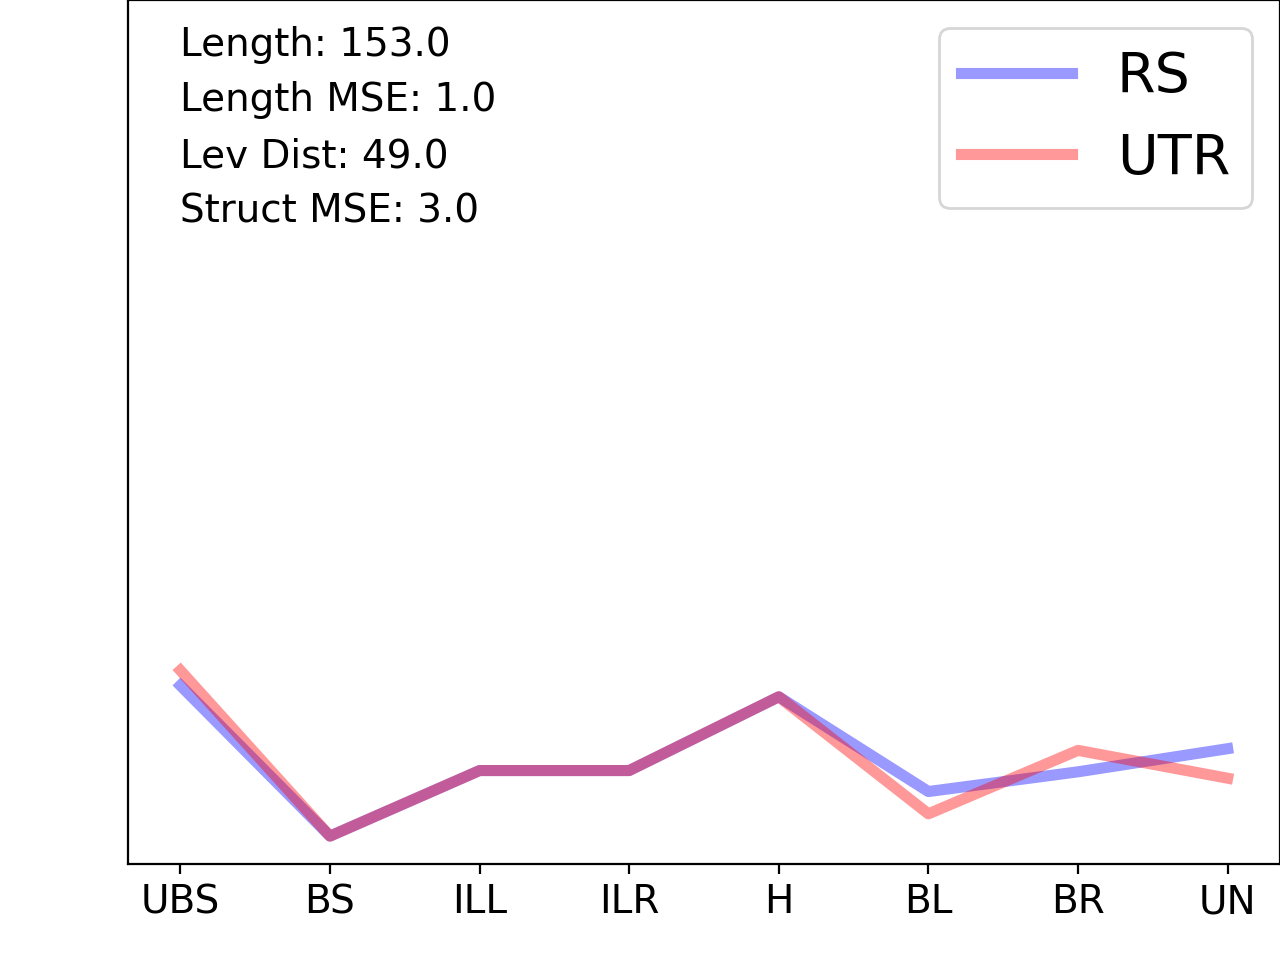 Length: 153.0
Length MSE: 1.0
Lev Dist: 49.0
Struct MSE: 3.0
RS
UTR
UBS BS ILL ILR H BL BR UN